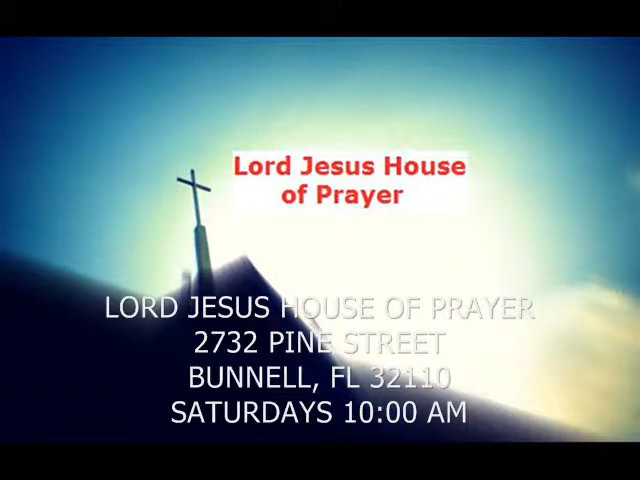 Lord Jesus House
of Prayer
LORD JESUS HOUSE OF PRAYER
2732 PINE STREET
BUNNELL, FL 32110
SATURDAYS 10:00 AM